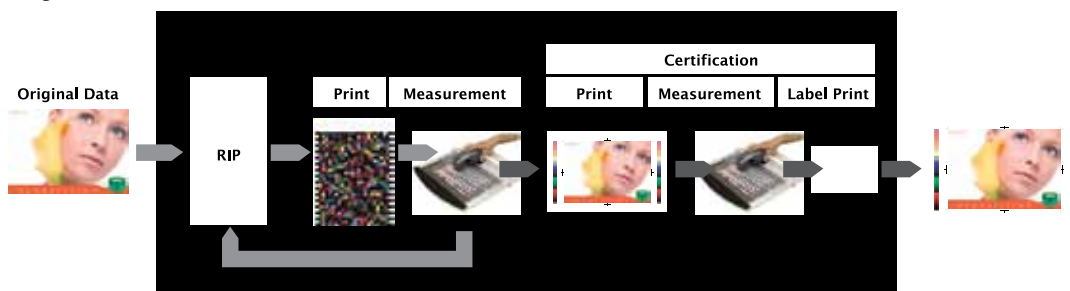 Certification
Original Data
Print
Measurement
Print
Measurement
Label Print
RIP